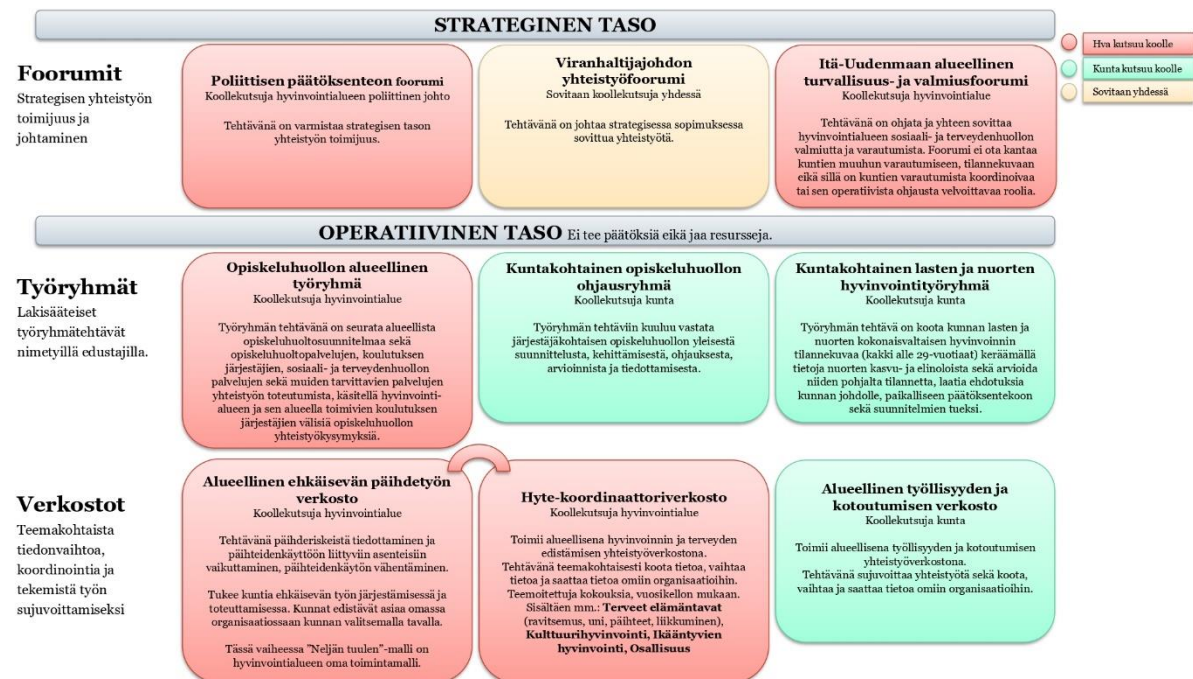 STRATEGINEN TASO
Hva kutsuu koolle
Kunta kutsuu koolle
Sovitaan yhdessä
Foorumit
Strategisen yhteistyön
toimijuus ja
johtaminen
Poliittisen päätöksenteon foorumi
Koollekutsuja hyvinvointialueen poliittinen johto
Tehtävänä on varmistaa strategisen tason
yhteistyön toimijuus.
Viranhaltijajohdon
yhteistyöfoorumi
Sovitaan koollekutsuja yhdessä
Tehtävänä on johtaa strategisessa sopimuksessa
sovittua yhteistyötä.
Itä-Uudenmaan alueellinen
turvallisuus- ja valmiusfoorumi
Koollekutsuja hyvinvointialue
Tehtävänä on ohjata ja yhteen sovittaa
hyvinvointialueen sosiaali- ja terveydenhuollon
valmiutta ja varautumista. Foorumi ei ota kantaa
kuntien muuhun varautumiseen, tilannekuvaan
eikä sillä on kuntien varautumista koordinoivaa
tai sen operatiivista ohjausta velvoittavaa roolia.
OPERATIIVINEN TASO Ei tee päätöksiä eikä jaa resursseja.
Työryhmät
Lakisääteiset
työryhmätehtävät
nimetyillä edustajilla.
Opiskeluhuollon alueellinen
työryhmä
Koollekutsuja hyvinvointialue
Työryhmän tehtävänä on seurata alueellista
opiskeluhuoltosuunnitelmaa sekä
opiskeluhuoltopalvelujen, koulutuksen
järjestäjien, sosiaali- ja terveydenhuollon
palvelujen sekä muiden tarvittavien palvelujen
yhteistyön toteutumista, käsitellä hyvinvointi-
alueen ja sen alueella toimivien koulutuksen
järjestäjien välisiä opiskeluhuollon
yhteistyökysymyksiä.
Kuntakohtainen opiskeluhuollon
ohjausryhmä
Koollekutsuja kunta
Työryhmän tehtäviin kuuluu vastata
järjestäjäkohtaisen opiskeluhuollon yleisestä
suunnittelusta, kehittämisestä, ohjauksesta,
arvioinnista ja tiedottamisesta.
Kuntakohtainen lasten ja nuorten
hyvinvointityöryhmä
Koollekutsuja kunta
Työryhmän tehtävä on koota kunnan lasten ja
nuorten kokonaisvaltaisen hyvinvoinnin
tilannekuvaa (kakki alle 29-vuotiaat) keräämällä
tietoja nuorten kasvu- ja elinoloista sekä arvioida
niiden pohjalta tilannetta, laatia ehdotuksia
kunnan johdolle, paikalliseen päätöksentekoon
sekä suunnitelmien tueksi.
Verkostot
Teemakohtaista
tiedonvaihtoa,
koordinointia ja
tekemistä työn
sujuvoittamiseksi
Alueellinen ehkäisevän päihdetyön
verkosto
Koollekutsuja hyvinvointialue
Tehtävänä päihderiskeistä tiedottaminen ja
päihteidenkäyttöön liittyviin asenteisiin
vaikuttaminen, päihteidenkäytön vähentäminen.
Tukee kuntia ehkäisevän työn järjestämisessä ja
toteuttamisessa. Kunnat edistävät asiaa omassa
organisaatiossaan kunnan valitsemalla tavalla.
Tässä vaiheessa "Neljän tuulen"-malli on
hyvinvointialueen oma toimintamalli.
Hyte-koordinaattoriverkosto
Koollekutsuja hyvinvointialue
Toimii alueellisena hyvinvoinnin ja terveyden
edistämisen yhteistyöverkostona.
Tehtävänä teemakohtaisesti koota tietoa, vaihtaa
tietoa ja saattaa tietoa omiin organisaatioihin.
Teemoitettuja kokouksia, vuosikellon mukaan.
Sisältäen mm.: Terveet elämäntavat
(ravitsemus, uni, päihteet, liikkuminen),
Kulttuurihyvinvointi, Ikääntyvien
hyvinvointi, Osallisuus
Alueellinen työllisyyden ja
kotoutumisen verkosto
Koollekutsuja kunta
Toimii alueellisena työllisyyden ja kotoutumisen
yhteistyöverkostona.
Tehtävänä sujuvoittaa yhteistyötä sekä koota,
vaihtaa ja saattaa tietoa omiin organisaatioihin.